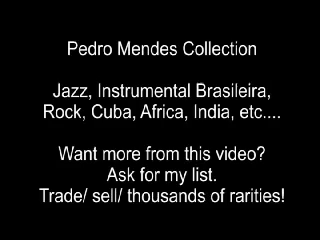 Pedro Mendes Collection
Jazz, Instrumental Brasileira,
Rock, Cuba, Africa, India, etc....
Want more from this video?
Ask for my list.
Trade/ sell/ thousands of rarities!